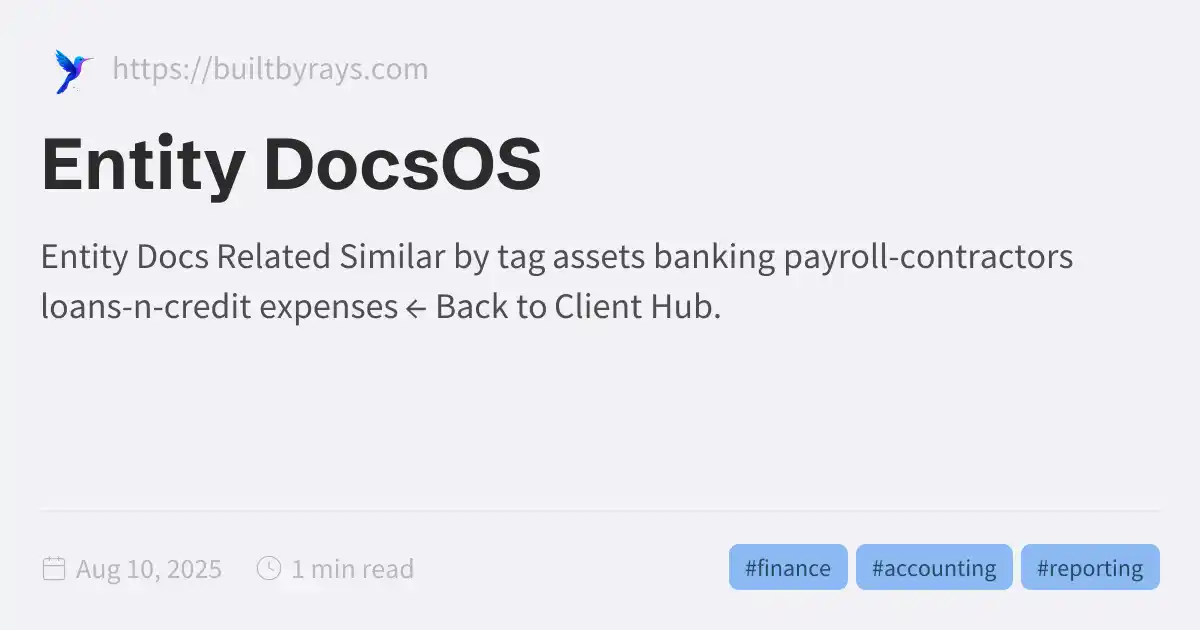 https://builtbyrays.com
Entity DocsOS
Entity Docs Related Similar by tag assets banking payroll-contractors
loans-n-credit expenses ← Back to Client Hub.
Aug 10, 2025 1 min read #finance #accounting #reporting